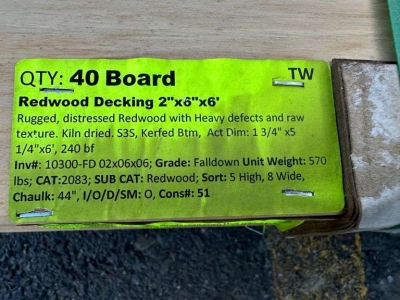 QTY: 40 Board TW
Redwood Decking 2"x6"x6'
Rugged, distressed Redwood with Heavy defects and raw
texture. Kiln dried. S3S, Kerfed Btm, Act Dim: 1 3/4" x5
1/4"x6', 240 bf
Inv#: 10300-FD 02x06x06; Grade: Falldown Unit Weight: 570
lbs; CAT:2083; SUB CAT: Redwood; Sort: 5 High, 8 Wide,
Chaulk: 44", I/O/D/SM: O, Cons#: 51